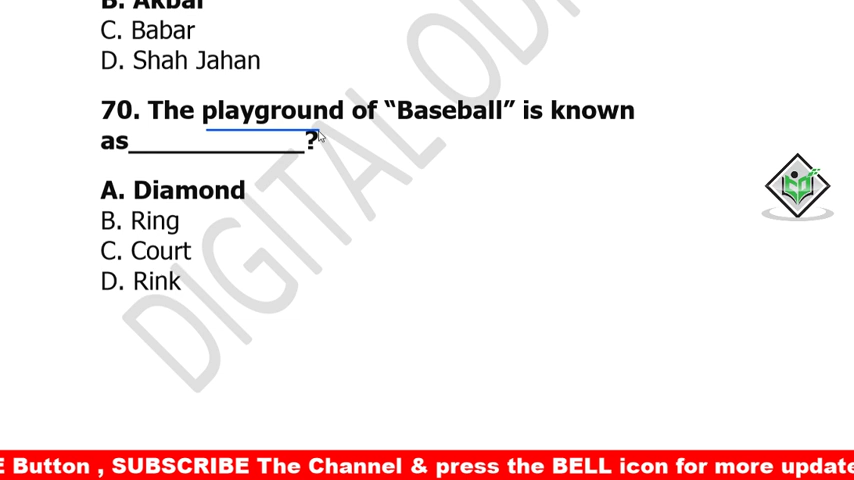 B. Akbar
C. Babar
D. Shah Jahan
70. The playground of “Baseball” is known
as_____________?
A. Diamond
B. Ring
C. Court
D. Rink
DIGITAL ODI
E Button , SUBSCRIBE The Channel & press the BELL icon for more update